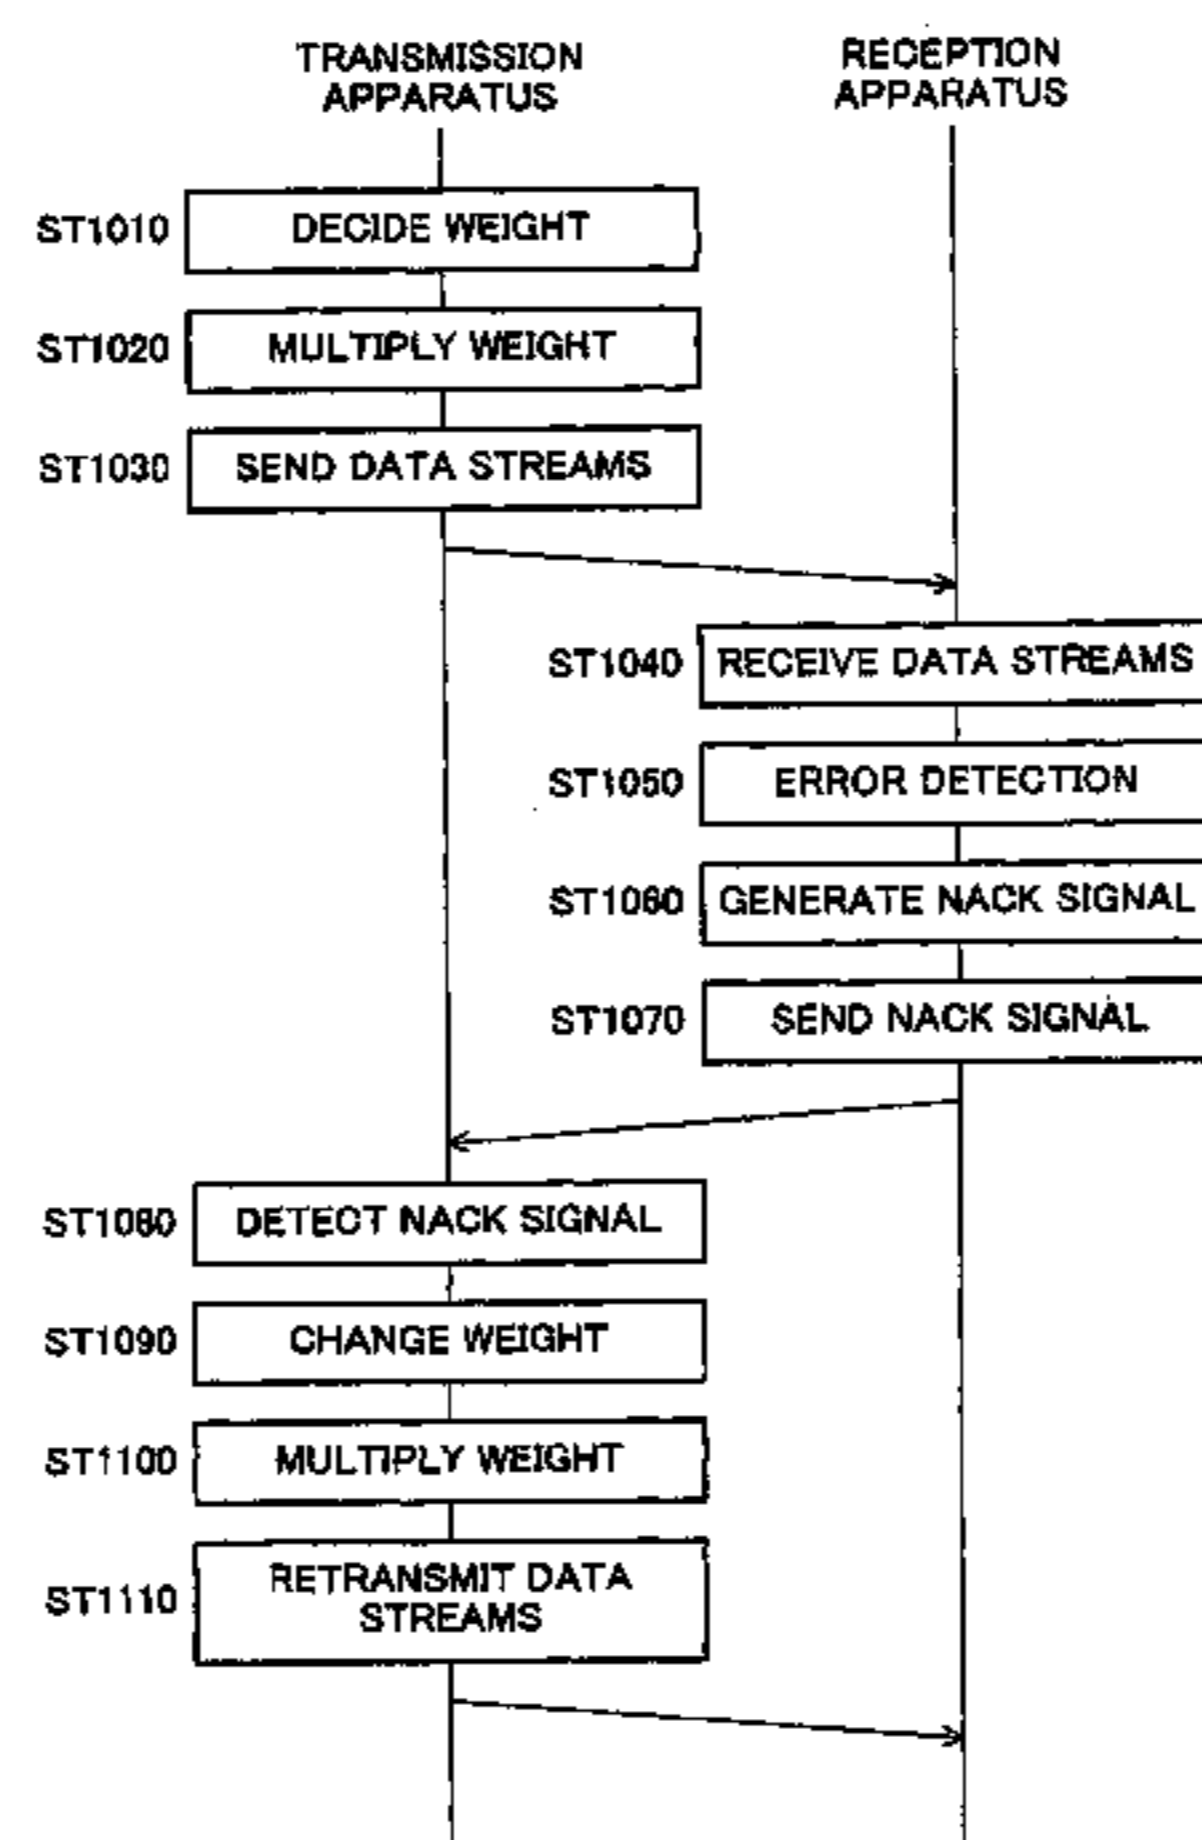 TRANSMISSION
APPARATUS
RECEPTION
APPARATUS
ST1010 DECIDE WEIGHT
ST1020 MULTIPLY WEIGHT
ST1030 SEND DATA STREAMS
ST1040 RECEIVE DATA STREAMS
ST1050 ERROR DETECTION
ST1060 GENERATE NACK SIGNAL
ST1070 SEND NACK SIGNAL
ST1080 DETECT NACK SIGNAL
ST1090 CHANGE WEIGHT
ST1100 MULTIPLY WEIGHT
ST1110 RETRANSMIT DATA
STREAMS